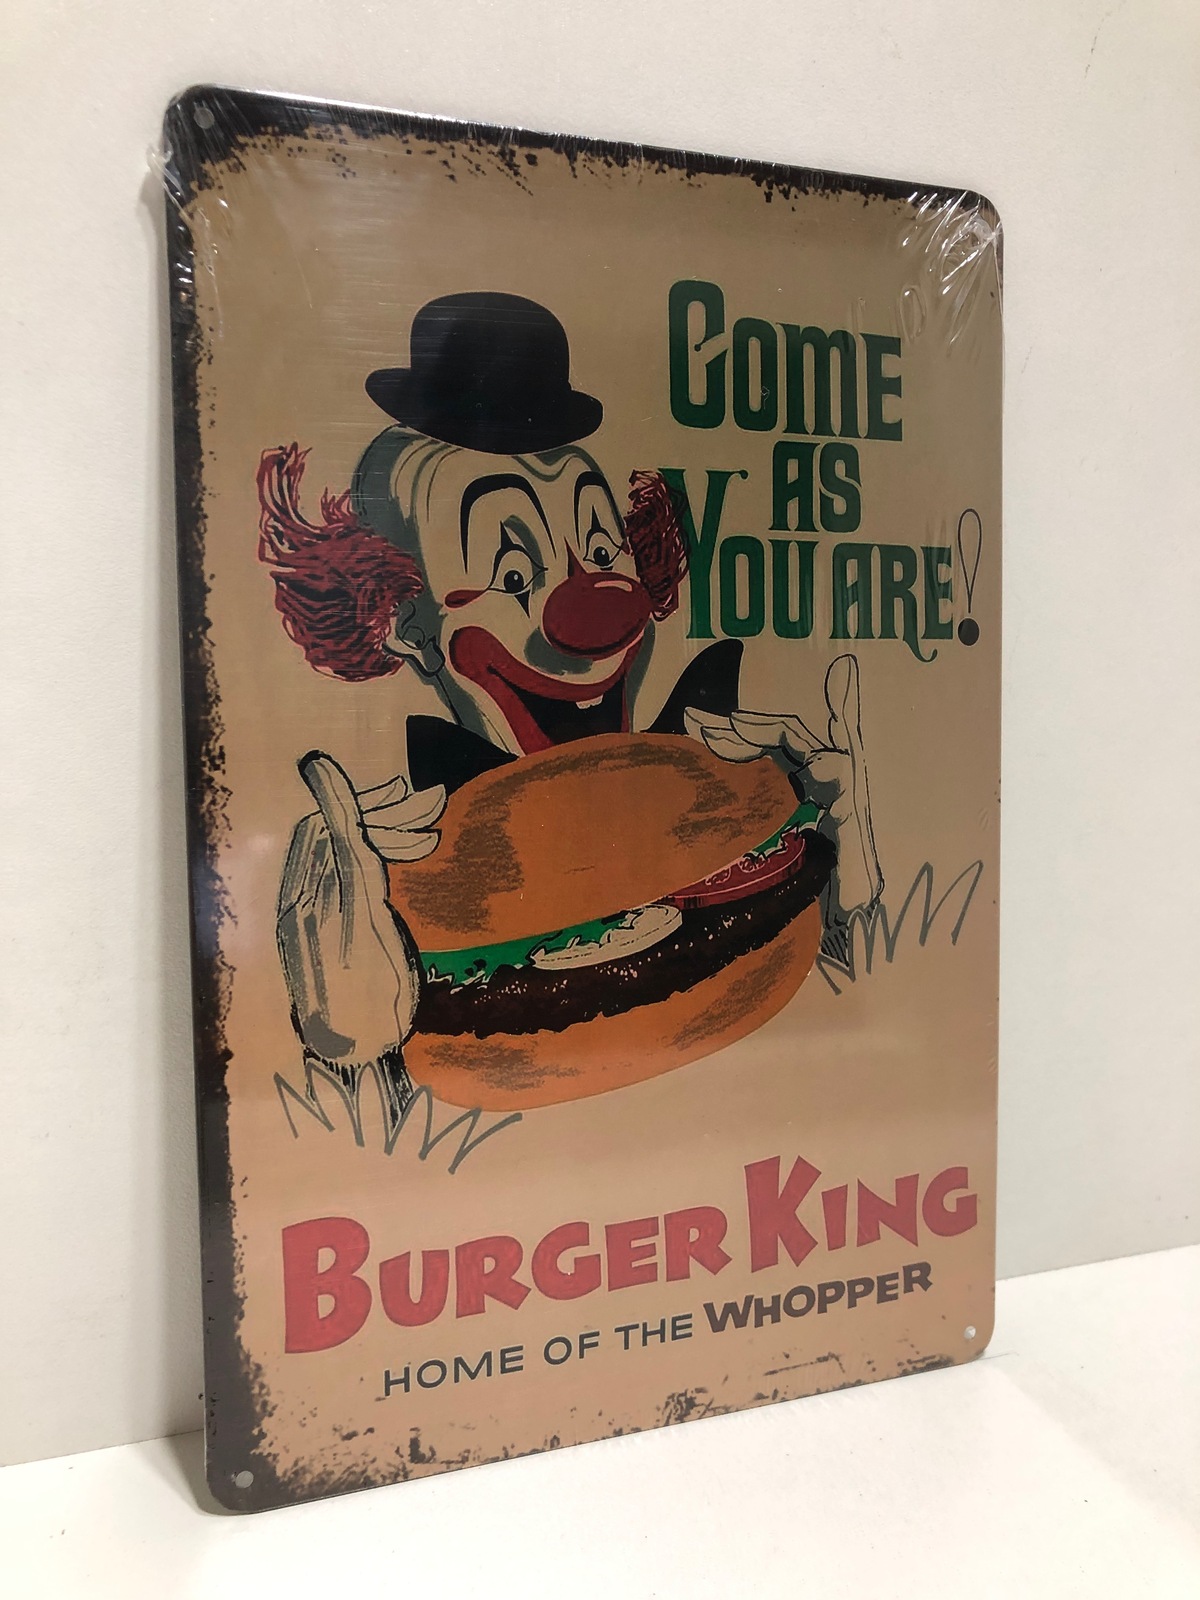 Come
as
You are!
Burger King
HOME OF THE WHOPPER